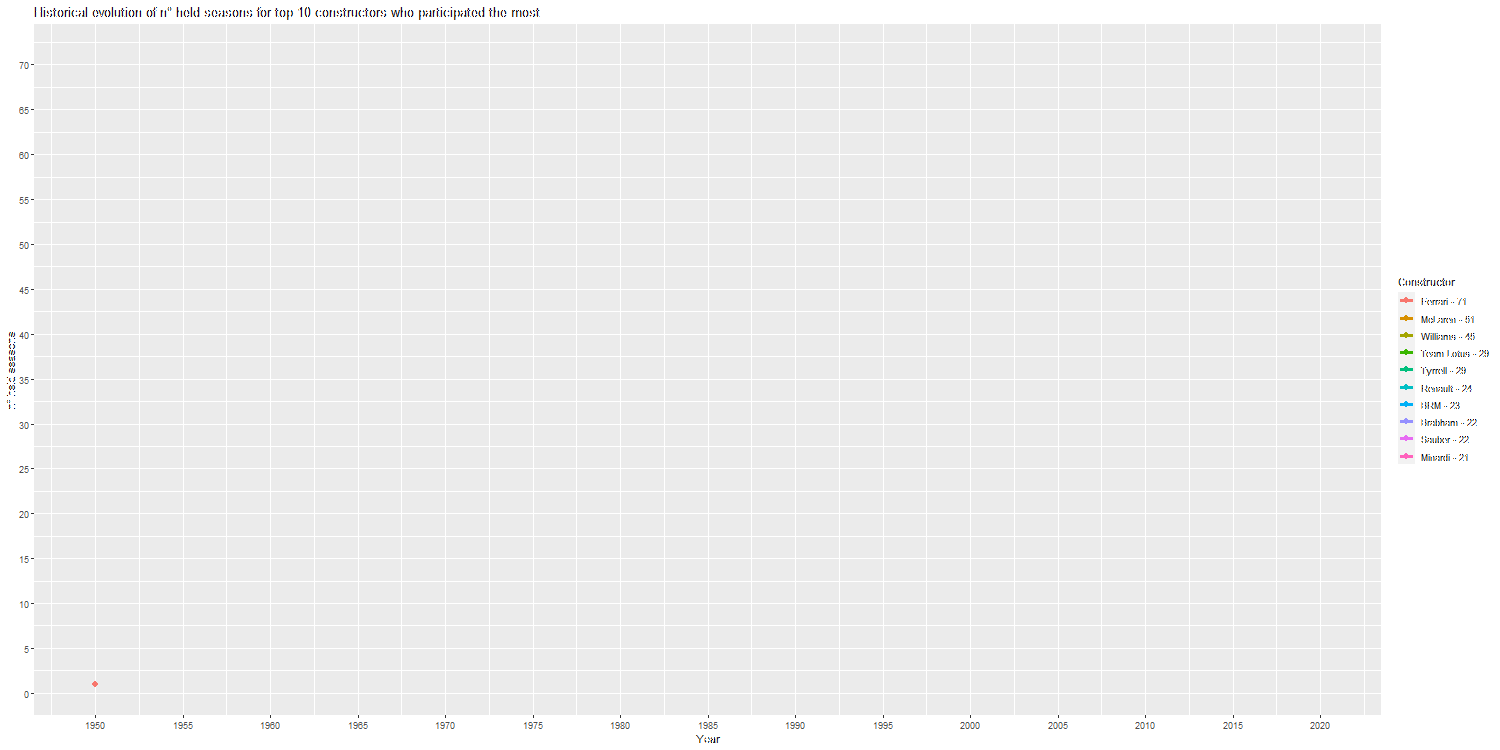 Historical evolution of n° held seasons for top 10 constructors who participated the most
70
65
60
55
50
45
40
35
30
25
20
15
10
5
0
n° held seasons
1950 1955 1960 1965 1970 1975 1980 1985 1990 1995 2000 2005 2010 2015 2020
Year
Constructor
Ferrari - 71
McLaren - 51
Williams - 46
Team Lotus - 29
Tyrrell - 29
Renault - 24
BRM - 23
Brabham - 22
Sauber - 22
Minardi - 21